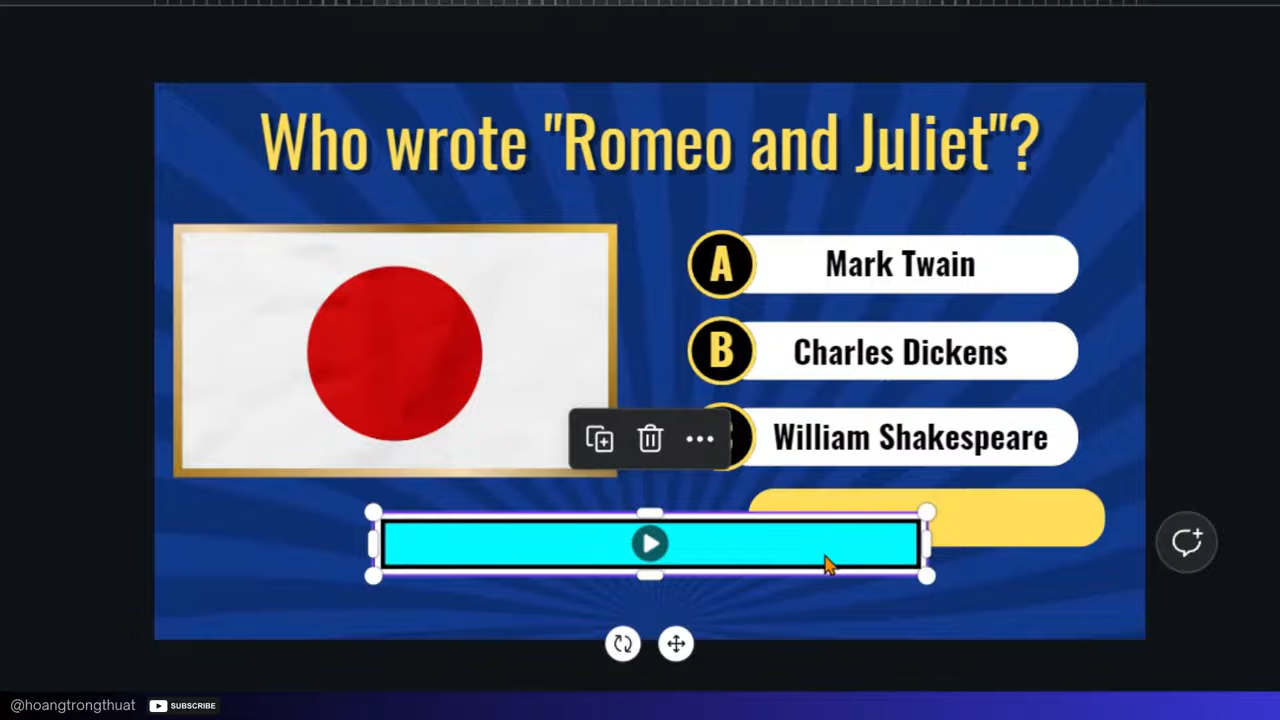 Who wrote "Romeo and Juliet"?
A Mark Twain
B Charles Dickens
William Shakespeare
@hoangtrongthuat SUBSCRIBE